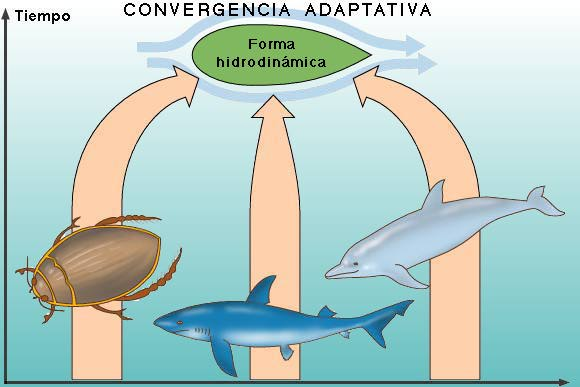 CONVERGENCIA ADAPTATIVA
Tiempo
Forma
hidrodinámica